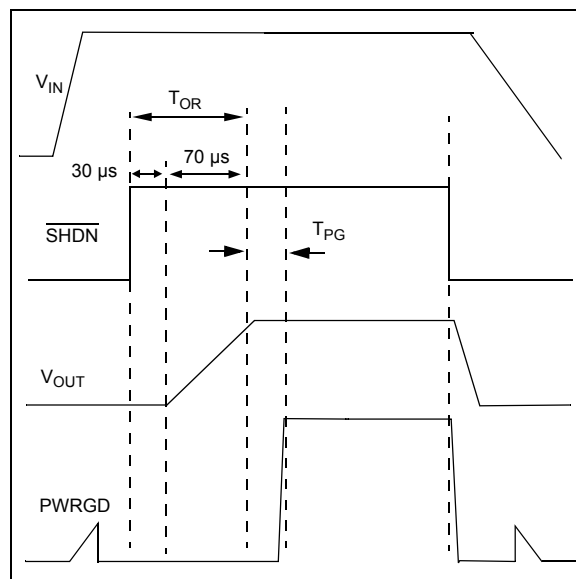 V_IN
T_OR
30 µs
70 µs
SHDN
T_PG
V_OUT
PWRGD